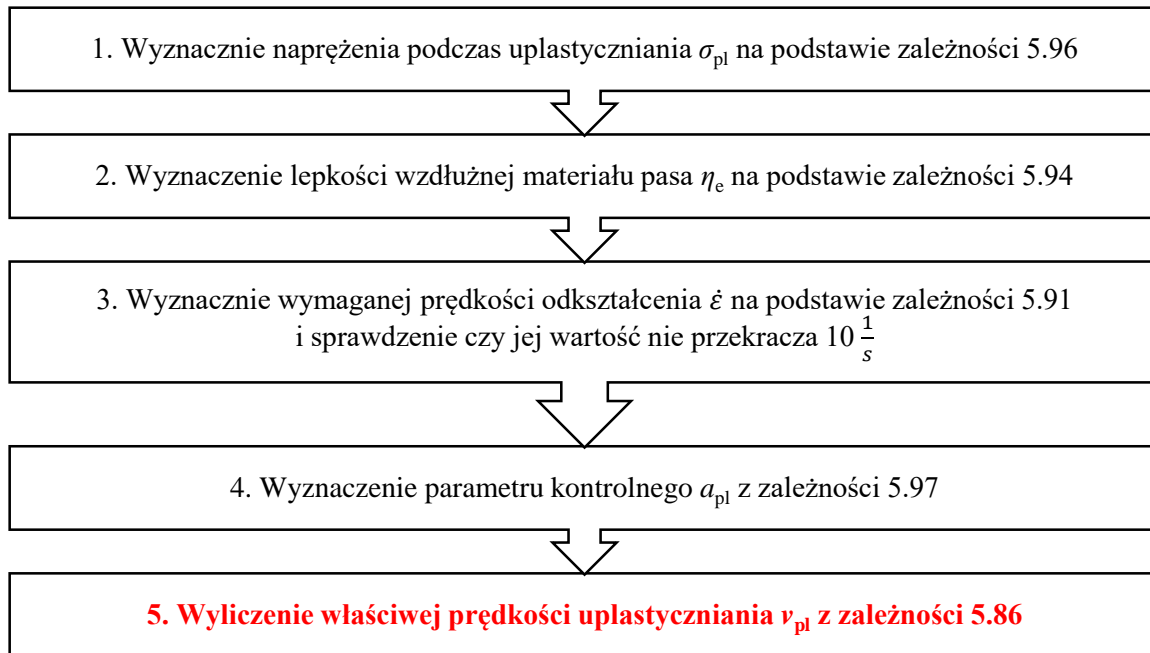 1. Wyznacznie naprężenia podczas uplastyczniania σpl na podstawie zależności 5.96
2. Wyznaczenie lepkości wzdłużnej materiału pasa ηe na podstawie zależności 5.94
3. Wyznacznie wymaganej prędkości odkształcenia ε̇ na podstawie zależności 5.91
i sprawdzenie czy jej wartość nie przekracza 10 1/s
4. Wyznaczenie parametru kontrolnego apl z zależności 5.97
5. Wyliczenie właściwej prędkości uplastyczniania vpl z zależności 5.86